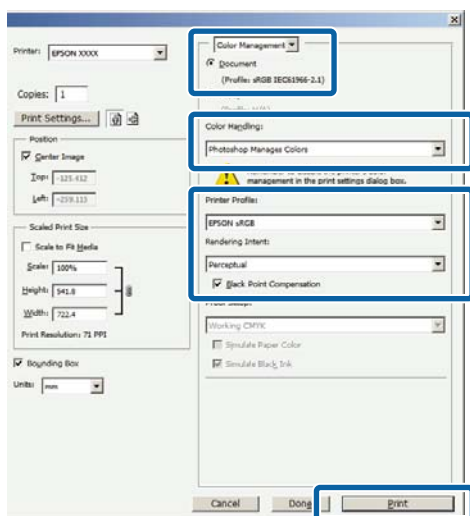 Printer: EPSON XXXX
Copies: 1
Print Settings...
Position
Center Image
Top: -125.412
Left: -259.113
Scaled Print Size
Scale to Fit Media
Scale: 100%
Height: 541.8
Width: 722.4
Print Resolution: 71 PPI
Bounding Box
Units: mm
Color Management
Document
(Profile: sRGB IEC61966-2.1)
Color Handling:
Photoshop Manages Colors
management in the print settings dialog box.
Printer Profile:
EPSON sRGB
Rendering Intent:
Perceptual
Black Point Compensation
Working CMYK
Simulate Paper Color
Simulate Black Ink
Cancel
Done
Print